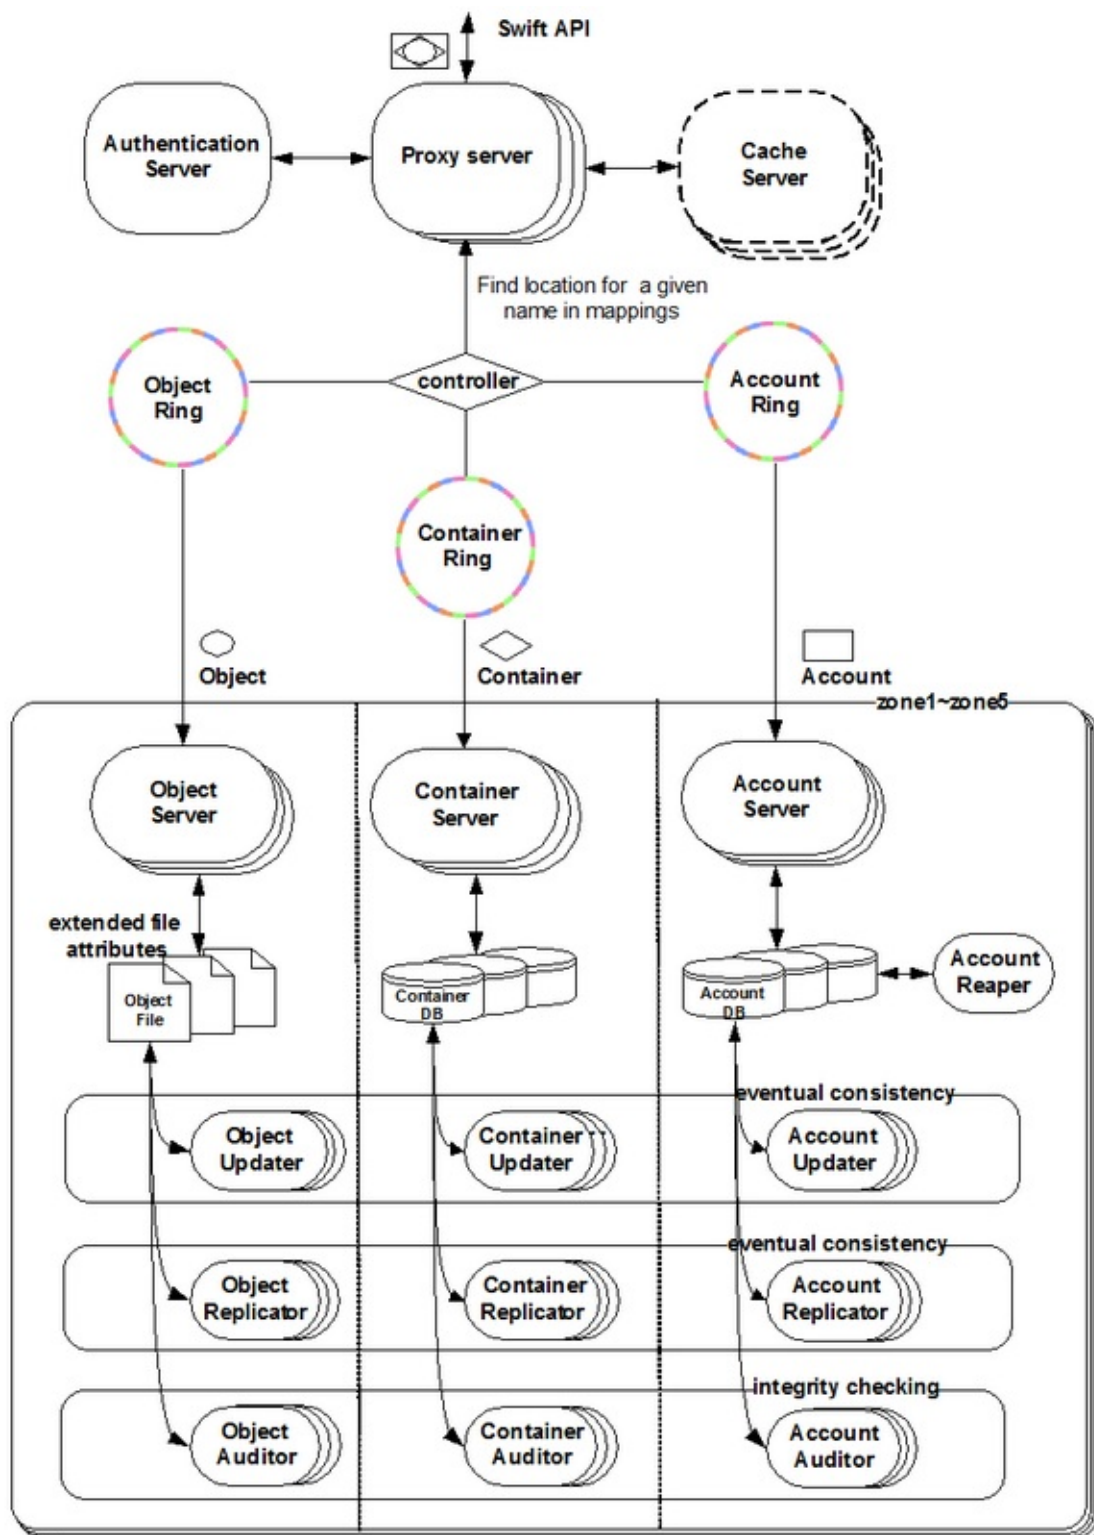 Swift API
Authentication
Server
Proxy server
Cache
Server
Find location for a given
name in mappings
Object
Ring
controller
Account
Ring
Container
Ring
Object
Container
Account
zone1~zone5
Object
Server
Container
Server
Account
Server
extended file
attributes
Object
File
Container
DB
Account
DB
Account
Reaper
eventual consistency
Object
Updater
Container
Updater
Account
Updater
eventual consistency
Object
Replicator
Container
Replicator
Account
Replicator
integrity checking
Object
Auditor
Container
Auditor
Account
Auditor